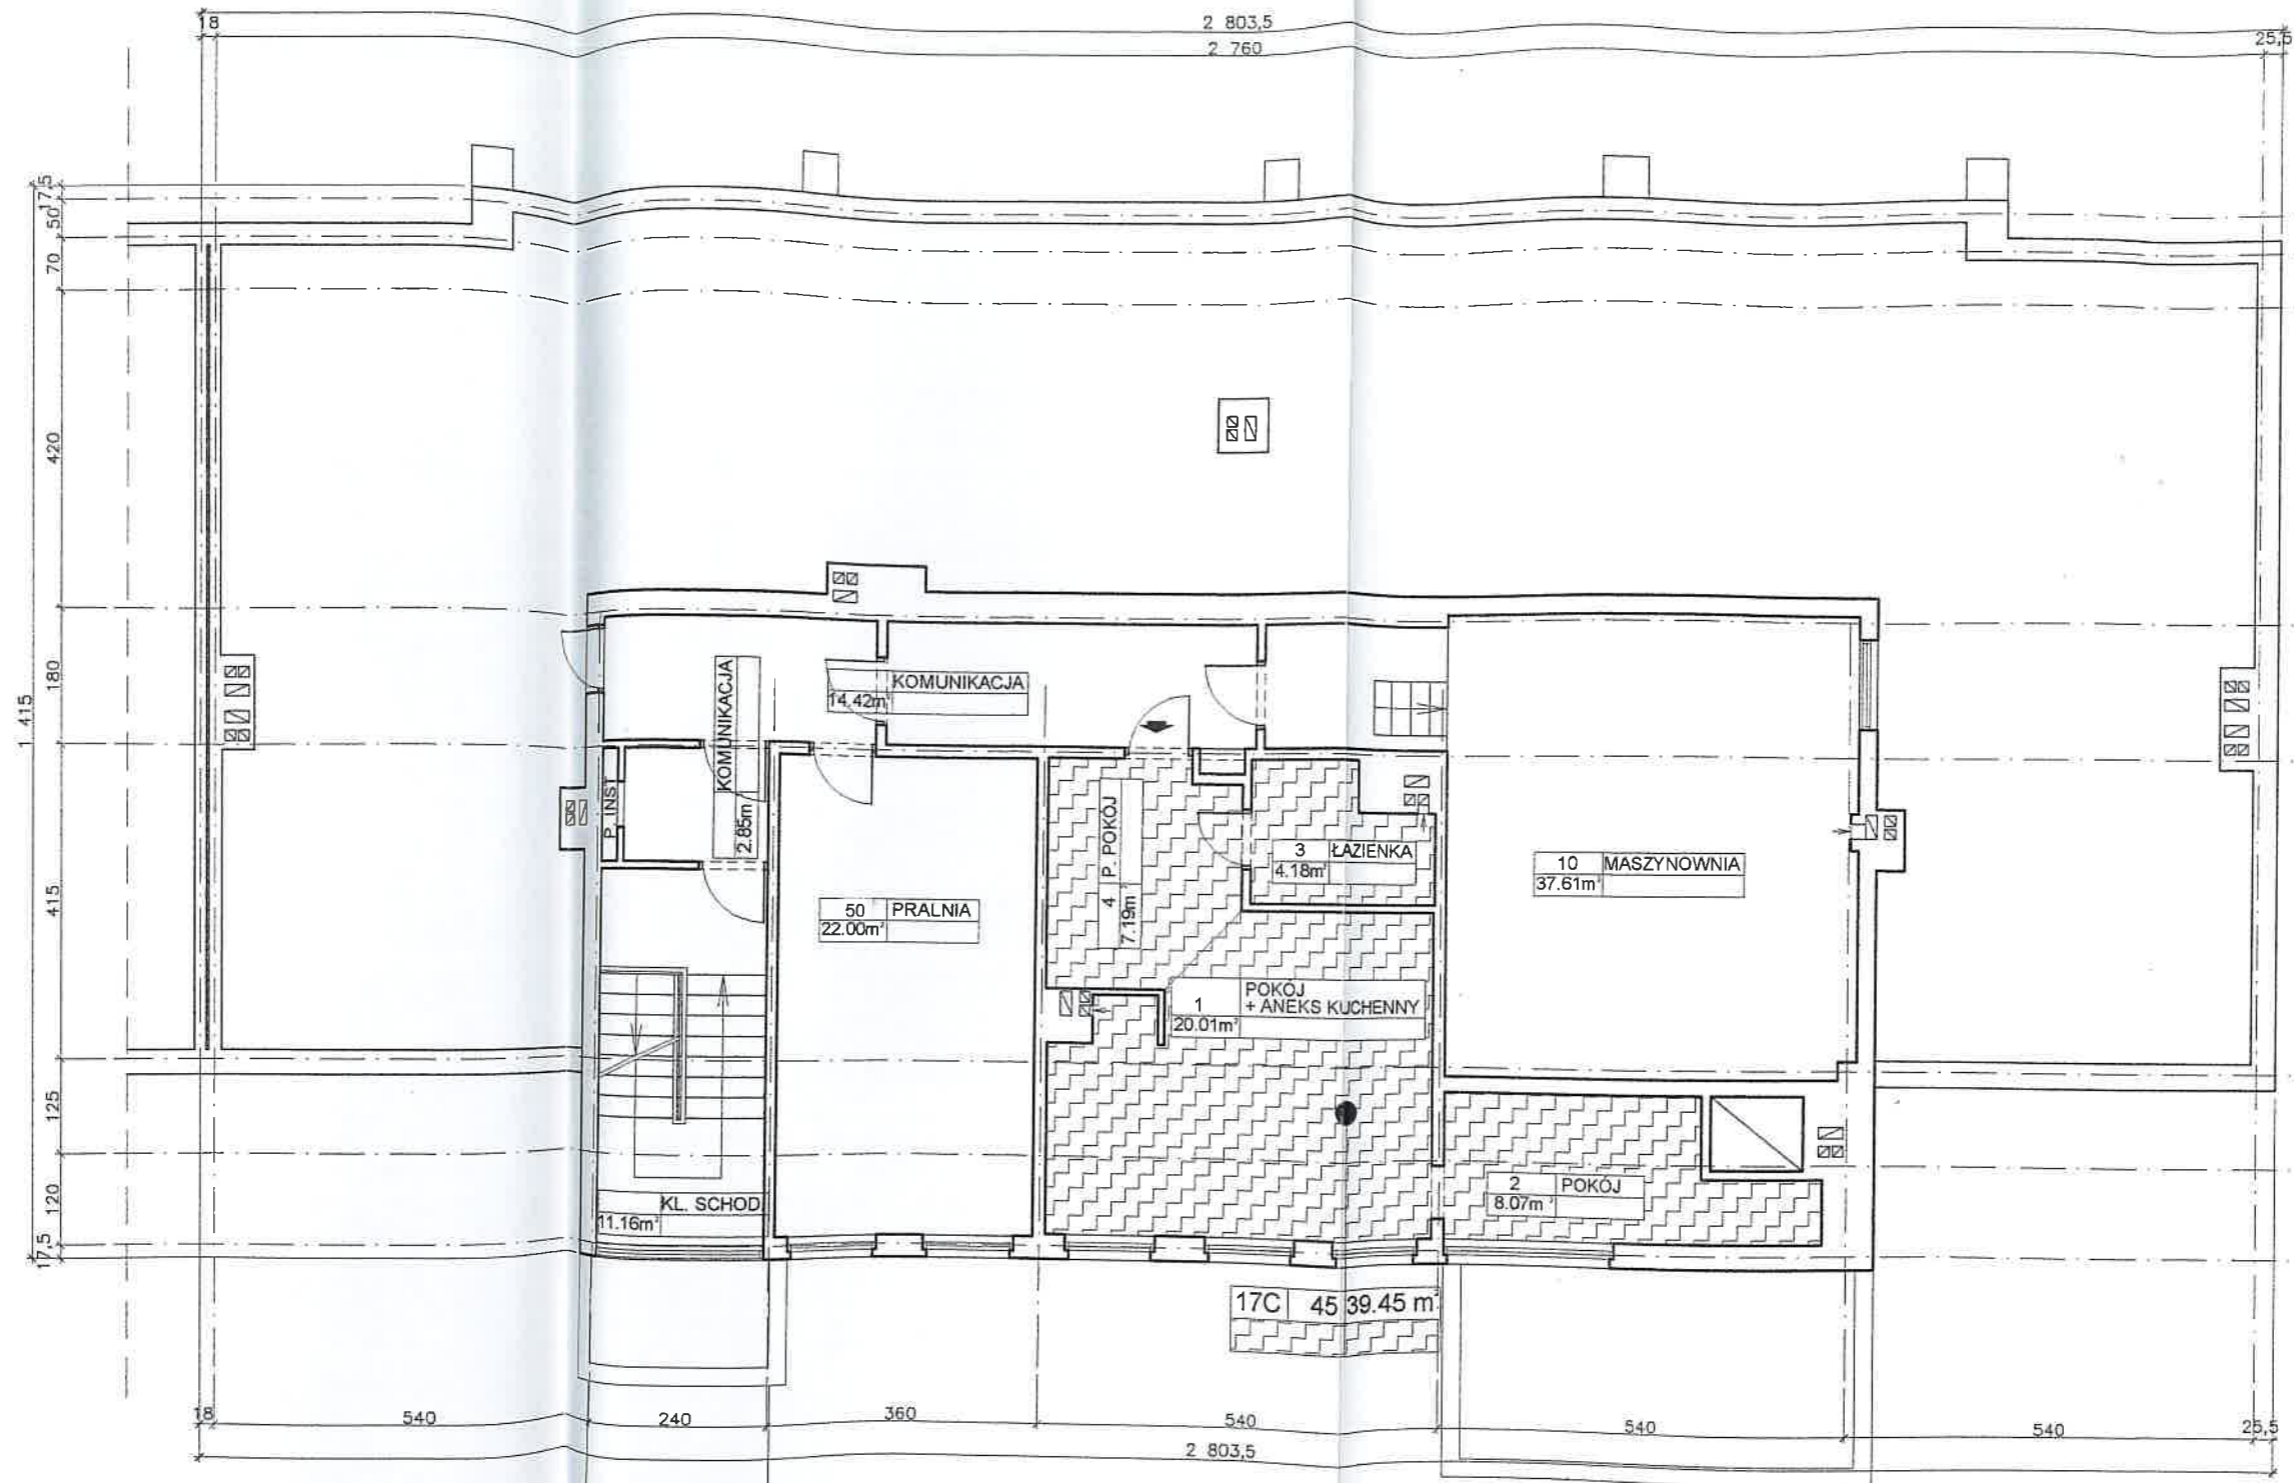 18
2 803,5
2 760
25,5
17,5
50
70
420
180
1 415
415
125
120
17,5
KOMUNIKACJA
14.42m²
KOMUNIKACJA
2.85m²
P. INST
50 PRALNIA
22.00m²
4 P. POKÓJ
7.19m²
3 ŁAZIENKA
4.18m²
10 MASZYNOWNIA
37.61m²
1 POKÓJ
+ ANEKS KUCHENNY
20.01m²
2 POKÓJ
8.07m²
KL. SCHOD.
11.16m²
17C 45 39.45 m²
18
540
240
360
540
540
540
25,5
2 803,5